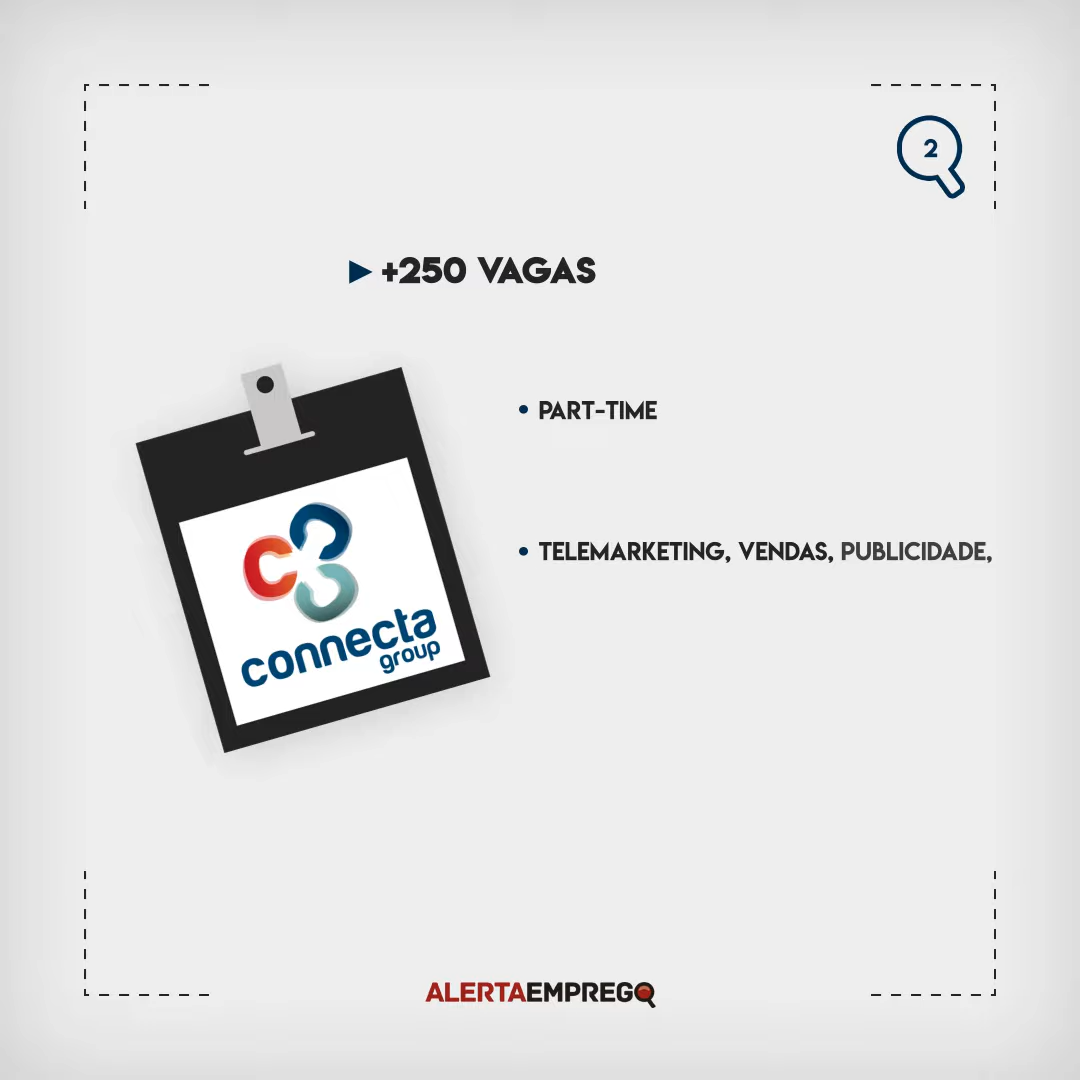 2
+250 VAGAS
PART-TIME
TELEMARKETING, VENDAS, PUBLICIDADE,
connecta
group
ALERTAEMPREGO